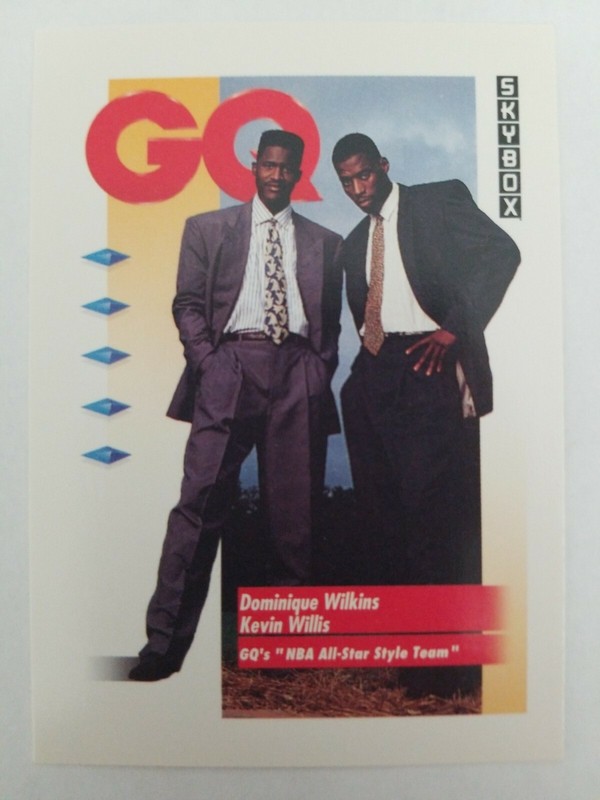 GQ
SKYBOX
Dominique Wilkins
Kevin Willis
GQ's "NBA All-Star Style Team"